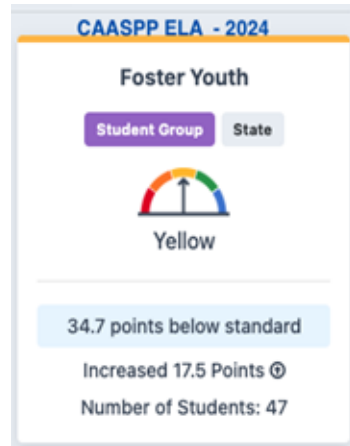 CAASPP ELA - 2024
Foster Youth
Student Group State
Yellow
34.7 points below standard
Increased 17.5 Points
Number of Students: 47